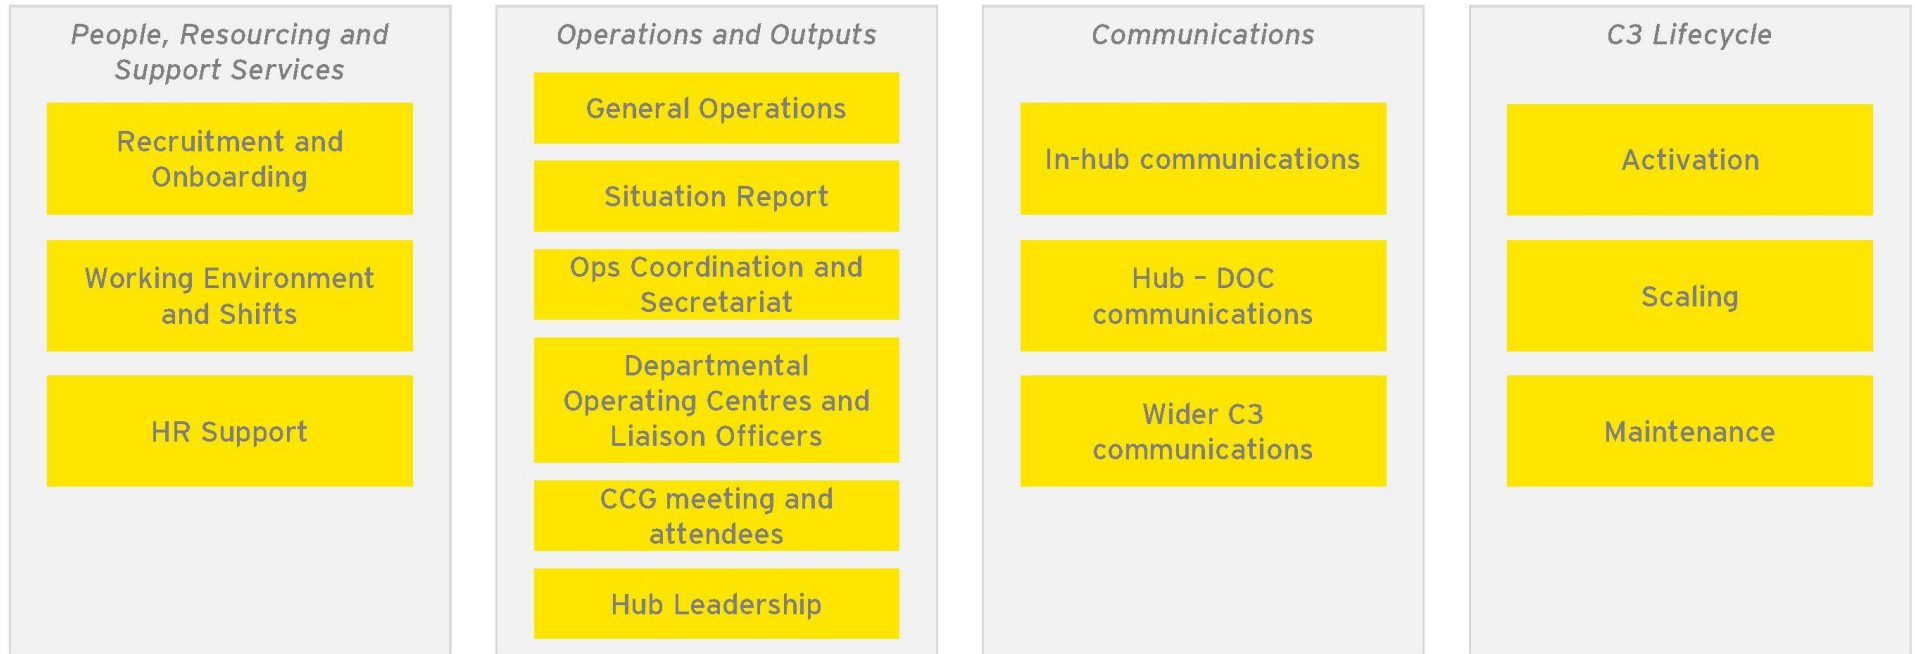 People, Resourcing and
Support Services
Recruitment and
Onboarding
Working Environment
and Shifts
HR Support
Operations and Outputs
General Operations
Situation Report
Ops Coordination and
Secretariat
Departmental
Operating Centres and
Liaison Officers
CCG meeting and
attendees
Hub Leadership
Communications
In-hub communications
Hub – DOC
communications
Wider C3
communications
C3 Lifecycle
Activation
Scaling
Maintenance